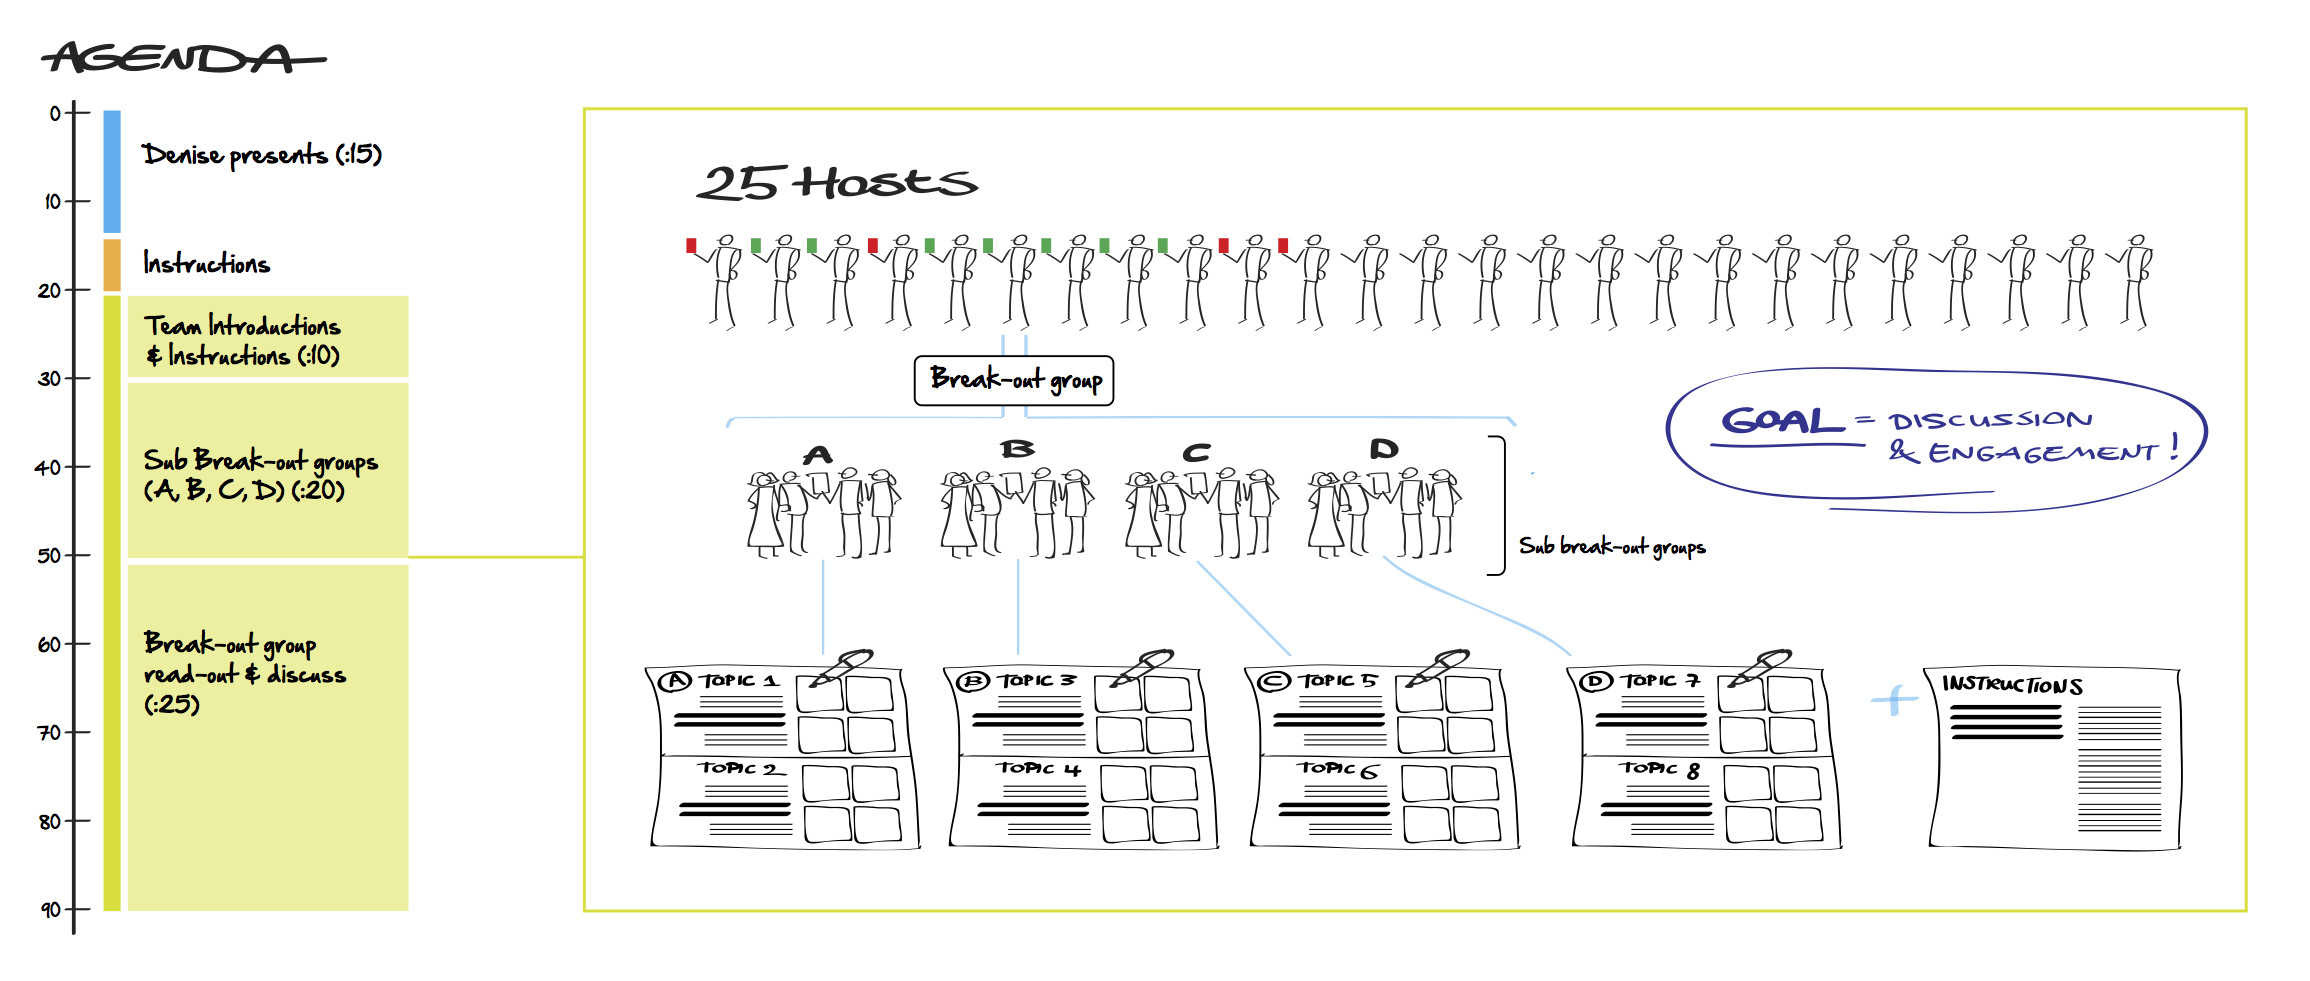 AGENDA
0
10
20
30
40
50
60
70
80
90
Denise presents (:15)
Instructions
Team Introductions
& Instructions (:10)
Sub Break-out groups
(A, B, C, D) (:20)
Break-out group
read-out & discuss
(:25)
25 Hosts
Break-out group
A
B
C
D
Sub break-out groups
GOAL = DISCUSSION
& ENGAGEMENT!
A TOPIC 1
TOPIC 2
B TOPIC 3
TOPIC 4
C TOPIC 5
TOPIC 6
D TOPIC 7
TOPIC 8
+
INSTRUCTIONS